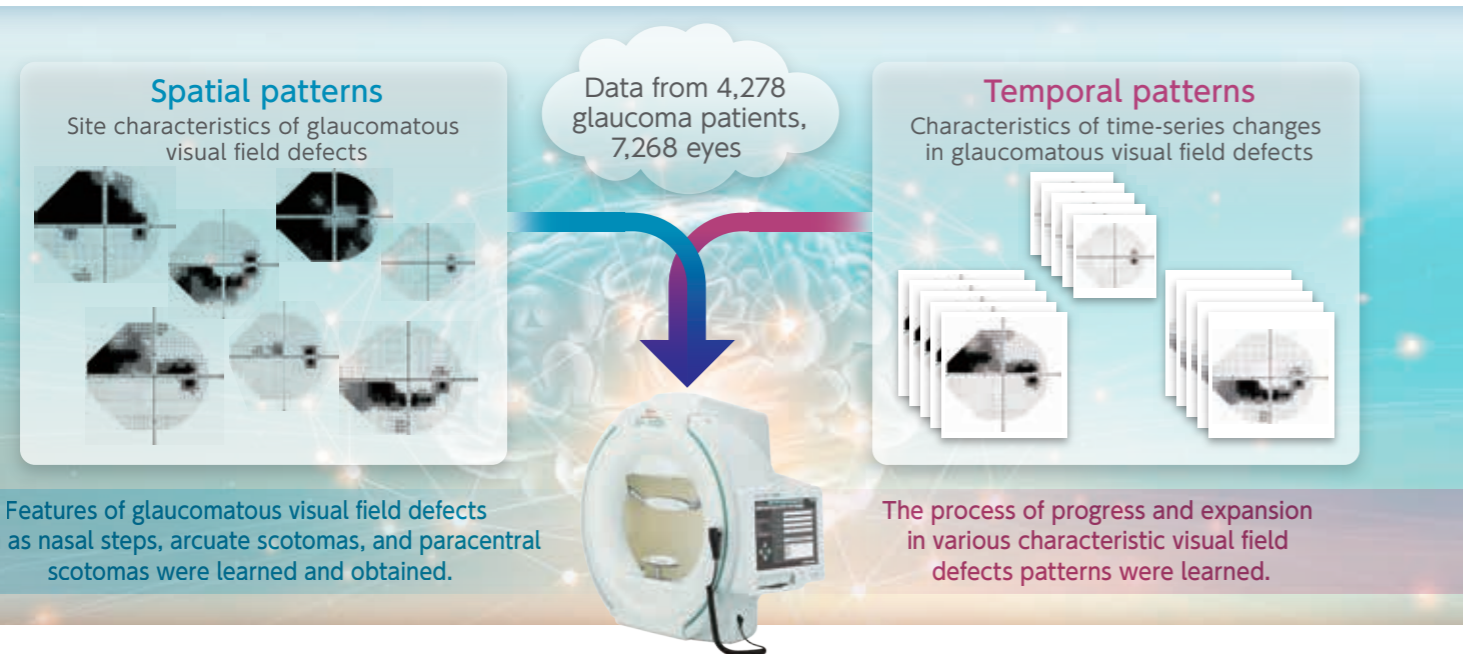 Spatial patterns
Site characteristics of glaucomatous
visual field defects
Data from 4,278
glaucoma patients,
7,268 eyes
Temporal patterns
Characteristics of time-series changes
in glaucomatous visual field defects
Features of glaucomatous visual field defects
as nasal steps, arcuate scotomas, and paracentral
scotomas were learned and obtained.
The process of progress and expansion
in various characteristic visual field
defects patterns were learned.